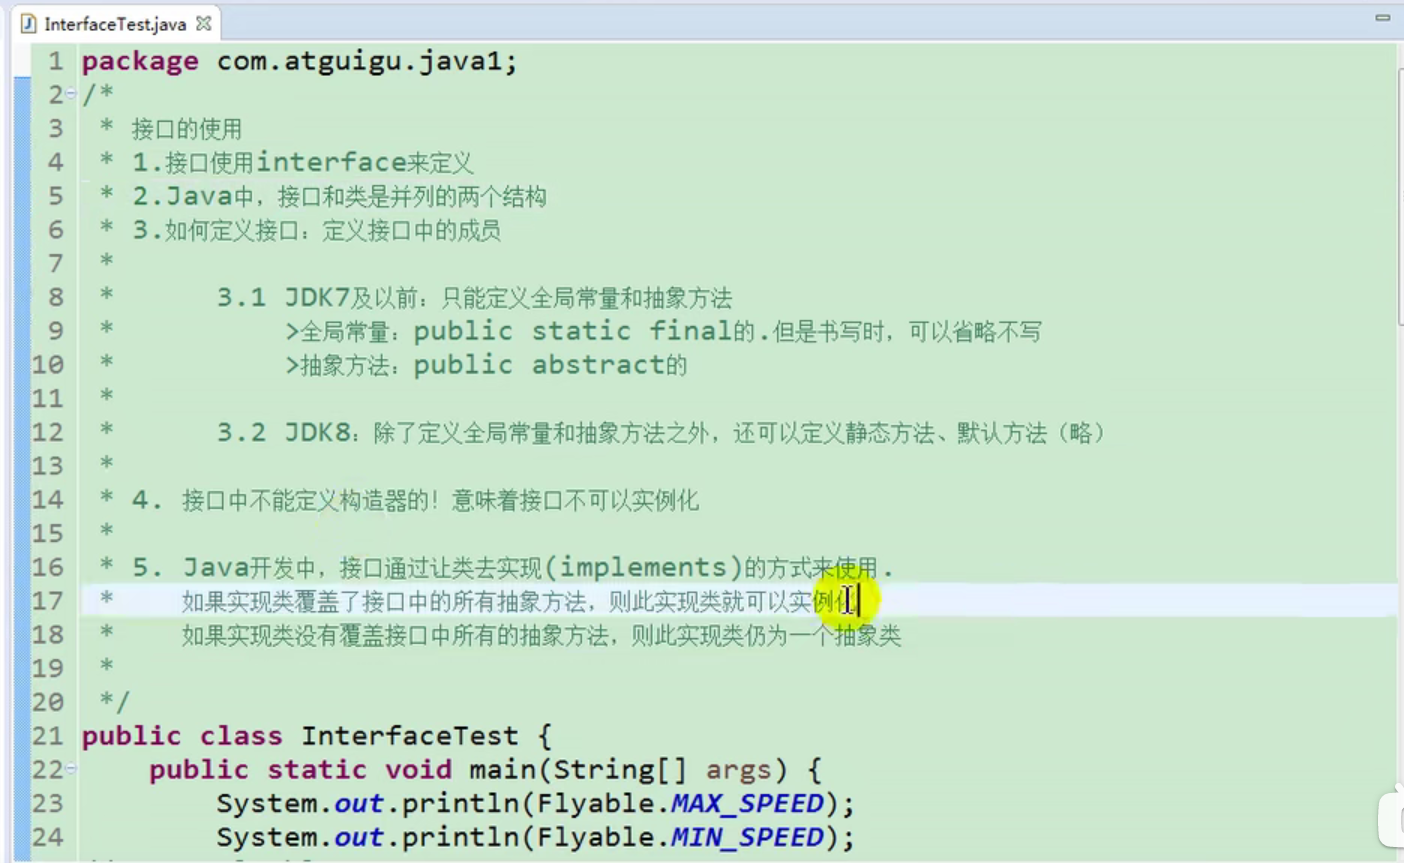 InterfaceTest.java
1 package com.atguigu.java1;
2 /*
3 * 接口的使用
4 * 1.接口使用interface来定义
5 * 2.Java中，接口和类是并列的两个结构
6 * 3.如何定义接口：定义接口中的成员
7 *
8 * 3.1 JDK7及以前：只能定义全局常量和抽象方法
9 * >全局常量：public static final的.但是书写时，可以省略不写
10 * >抽象方法：public abstract的
11 *
12 * 3.2 JDK8：除了定义全局常量和抽象方法之外，还可以定义静态方法、默认方法（略）
13 *
14 * 4. 接口中不能定义构造器的！意味着接口不可以实例化
15 *
16 * 5. Java开发中，接口通过让类去实现(implements)的方式来使用.
17 * 如果实现类覆盖了接口中的所有抽象方法，则此实现类就可以实例化
18 * 如果实现类没有覆盖接口中所有的抽象方法，则此实现类仍为一个抽象类
19 *
20 */
21 public class InterfaceTest {
22 public static void main(String[] args) {
23 System.out.println(Flyable.MAX_SPEED);
24 System.out.println(Flyable.MIN_SPEED);